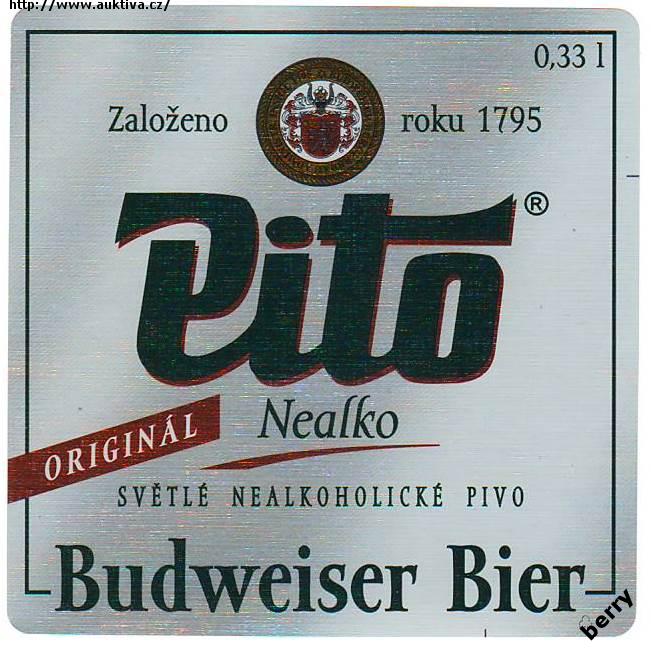 http://www.auktiva.cz/
0,33 l
Založeno roku 1795
Pito ®
Nealko
ORIGINÁL
SVĚTLÉ NEALKOHOLICKÉ PIVO
Budweiser Bier
berry